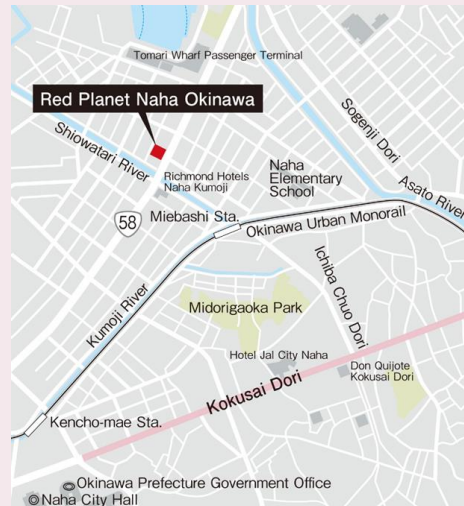 Tomari Wharf Passenger Terminal
Red Planet Naha Okinawa
Sogenji Dori
Shiowatari River
Richmond Hotels
Naha Kumoji
Naha
Elementary
School
Asato River
58
Miebashi Sta.
Okinawa Urban Monorail
Ichiba Chuo Dori
Kumoji River
Midorigaoka Park
Hotel Jal City Naha
Don Quijote
Kokusai Dori
Kokusai Dori
Kencho-mae Sta.
Okinawa Prefecture Government Office
Naha City Hall